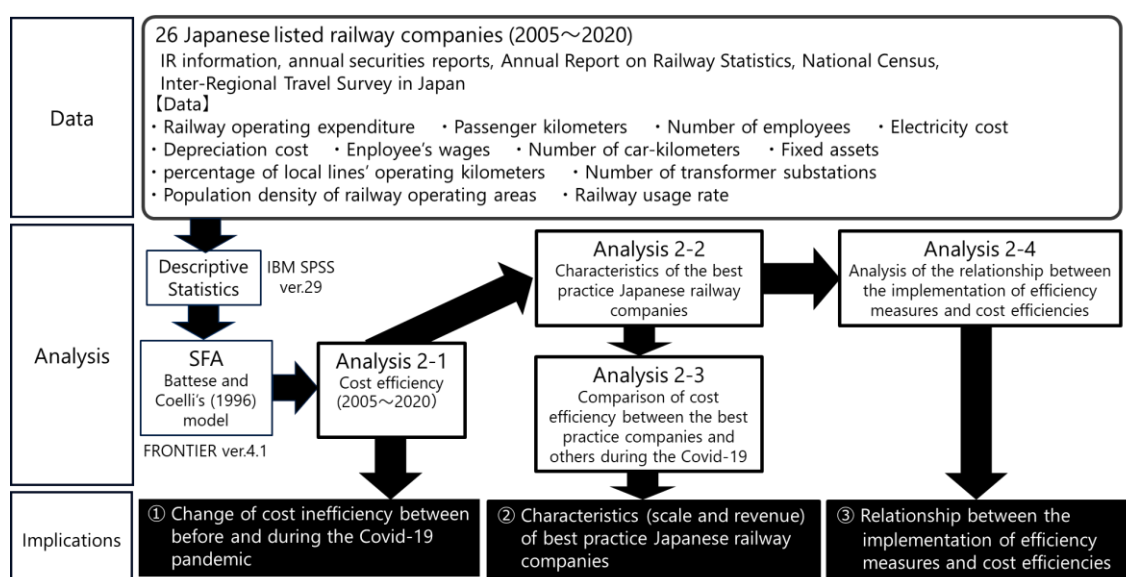 Data
26 Japanese listed railway companies (2005～2020)
IR information, annual securities reports, Annual Report on Railway Statistics, National Census,
Inter-Regional Travel Survey in Japan
【Data】
・Railway operating expenditure ・Passenger kilometers ・Number of employees ・Electricity cost
・Depreciation cost ・Enployee's wages ・Number of car-kilometers ・Fixed assets
・percentage of local lines' operating kilometers ・Number of transformer substations
・Population density of railway operating areas ・Railway usage rate
Analysis
Descriptive
Statistics
IBM SPSS
ver.29
SFA
Battese and
Coelli's (1996)
model
FRONTIER ver.4.1
Analysis 2-1
Cost efficiency
(2005～2020)
Analysis 2-2
Characteristics of the best
practice Japanese railway
companies
Analysis 2-3
Comparison of cost
efficiency between the best
practice companies and
others during the Covid-19
Analysis 2-4
Analysis of the relationship between
the implementation of efficiency
measures and cost efficiencies
Implications
① Change of cost inefficiency between
before and during the Covid-19
pandemic
② Characteristics (scale and revenue)
of best practice Japanese railway
companies
③ Relationship between the
implementation of efficiency
measures and cost efficiencies